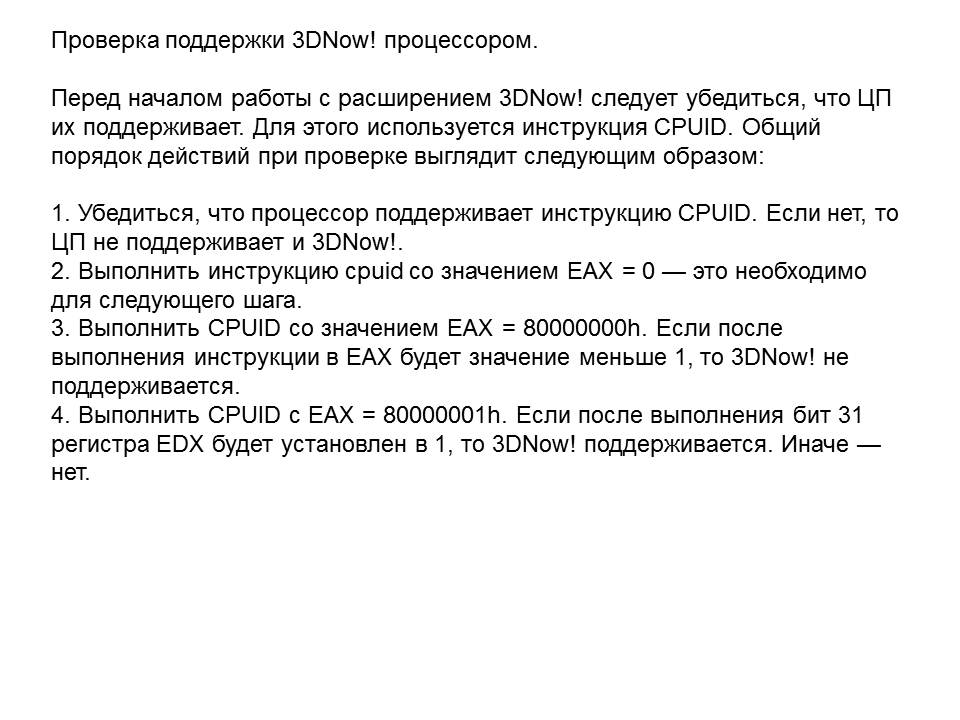 Проверка поддержки 3DNow! процессором.
Перед началом работы с расширением 3DNow! следует убедиться, что ЦП
их поддерживает. Для этого используется инструкция CPUID. Общий
порядок действий при проверке выглядит следующим образом:
1. Убедиться, что процессор поддерживает инструкцию CPUID. Если нет, то
ЦП не поддерживает и 3DNow!.
2. Выполнить инструкцию cpuid со значением EAX = 0 — это необходимо
для следующего шага.
3. Выполнить CPUID со значением EAX = 80000000h. Если после
выполнения инструкции в EAX будет значение меньше 1, то 3DNow! не
поддерживается.
4. Выполнить CPUID с EAX = 80000001h. Если после выполнения бит 31
регистра EDX будет установлен в 1, то 3DNow! поддерживается. Иначе —
нет.